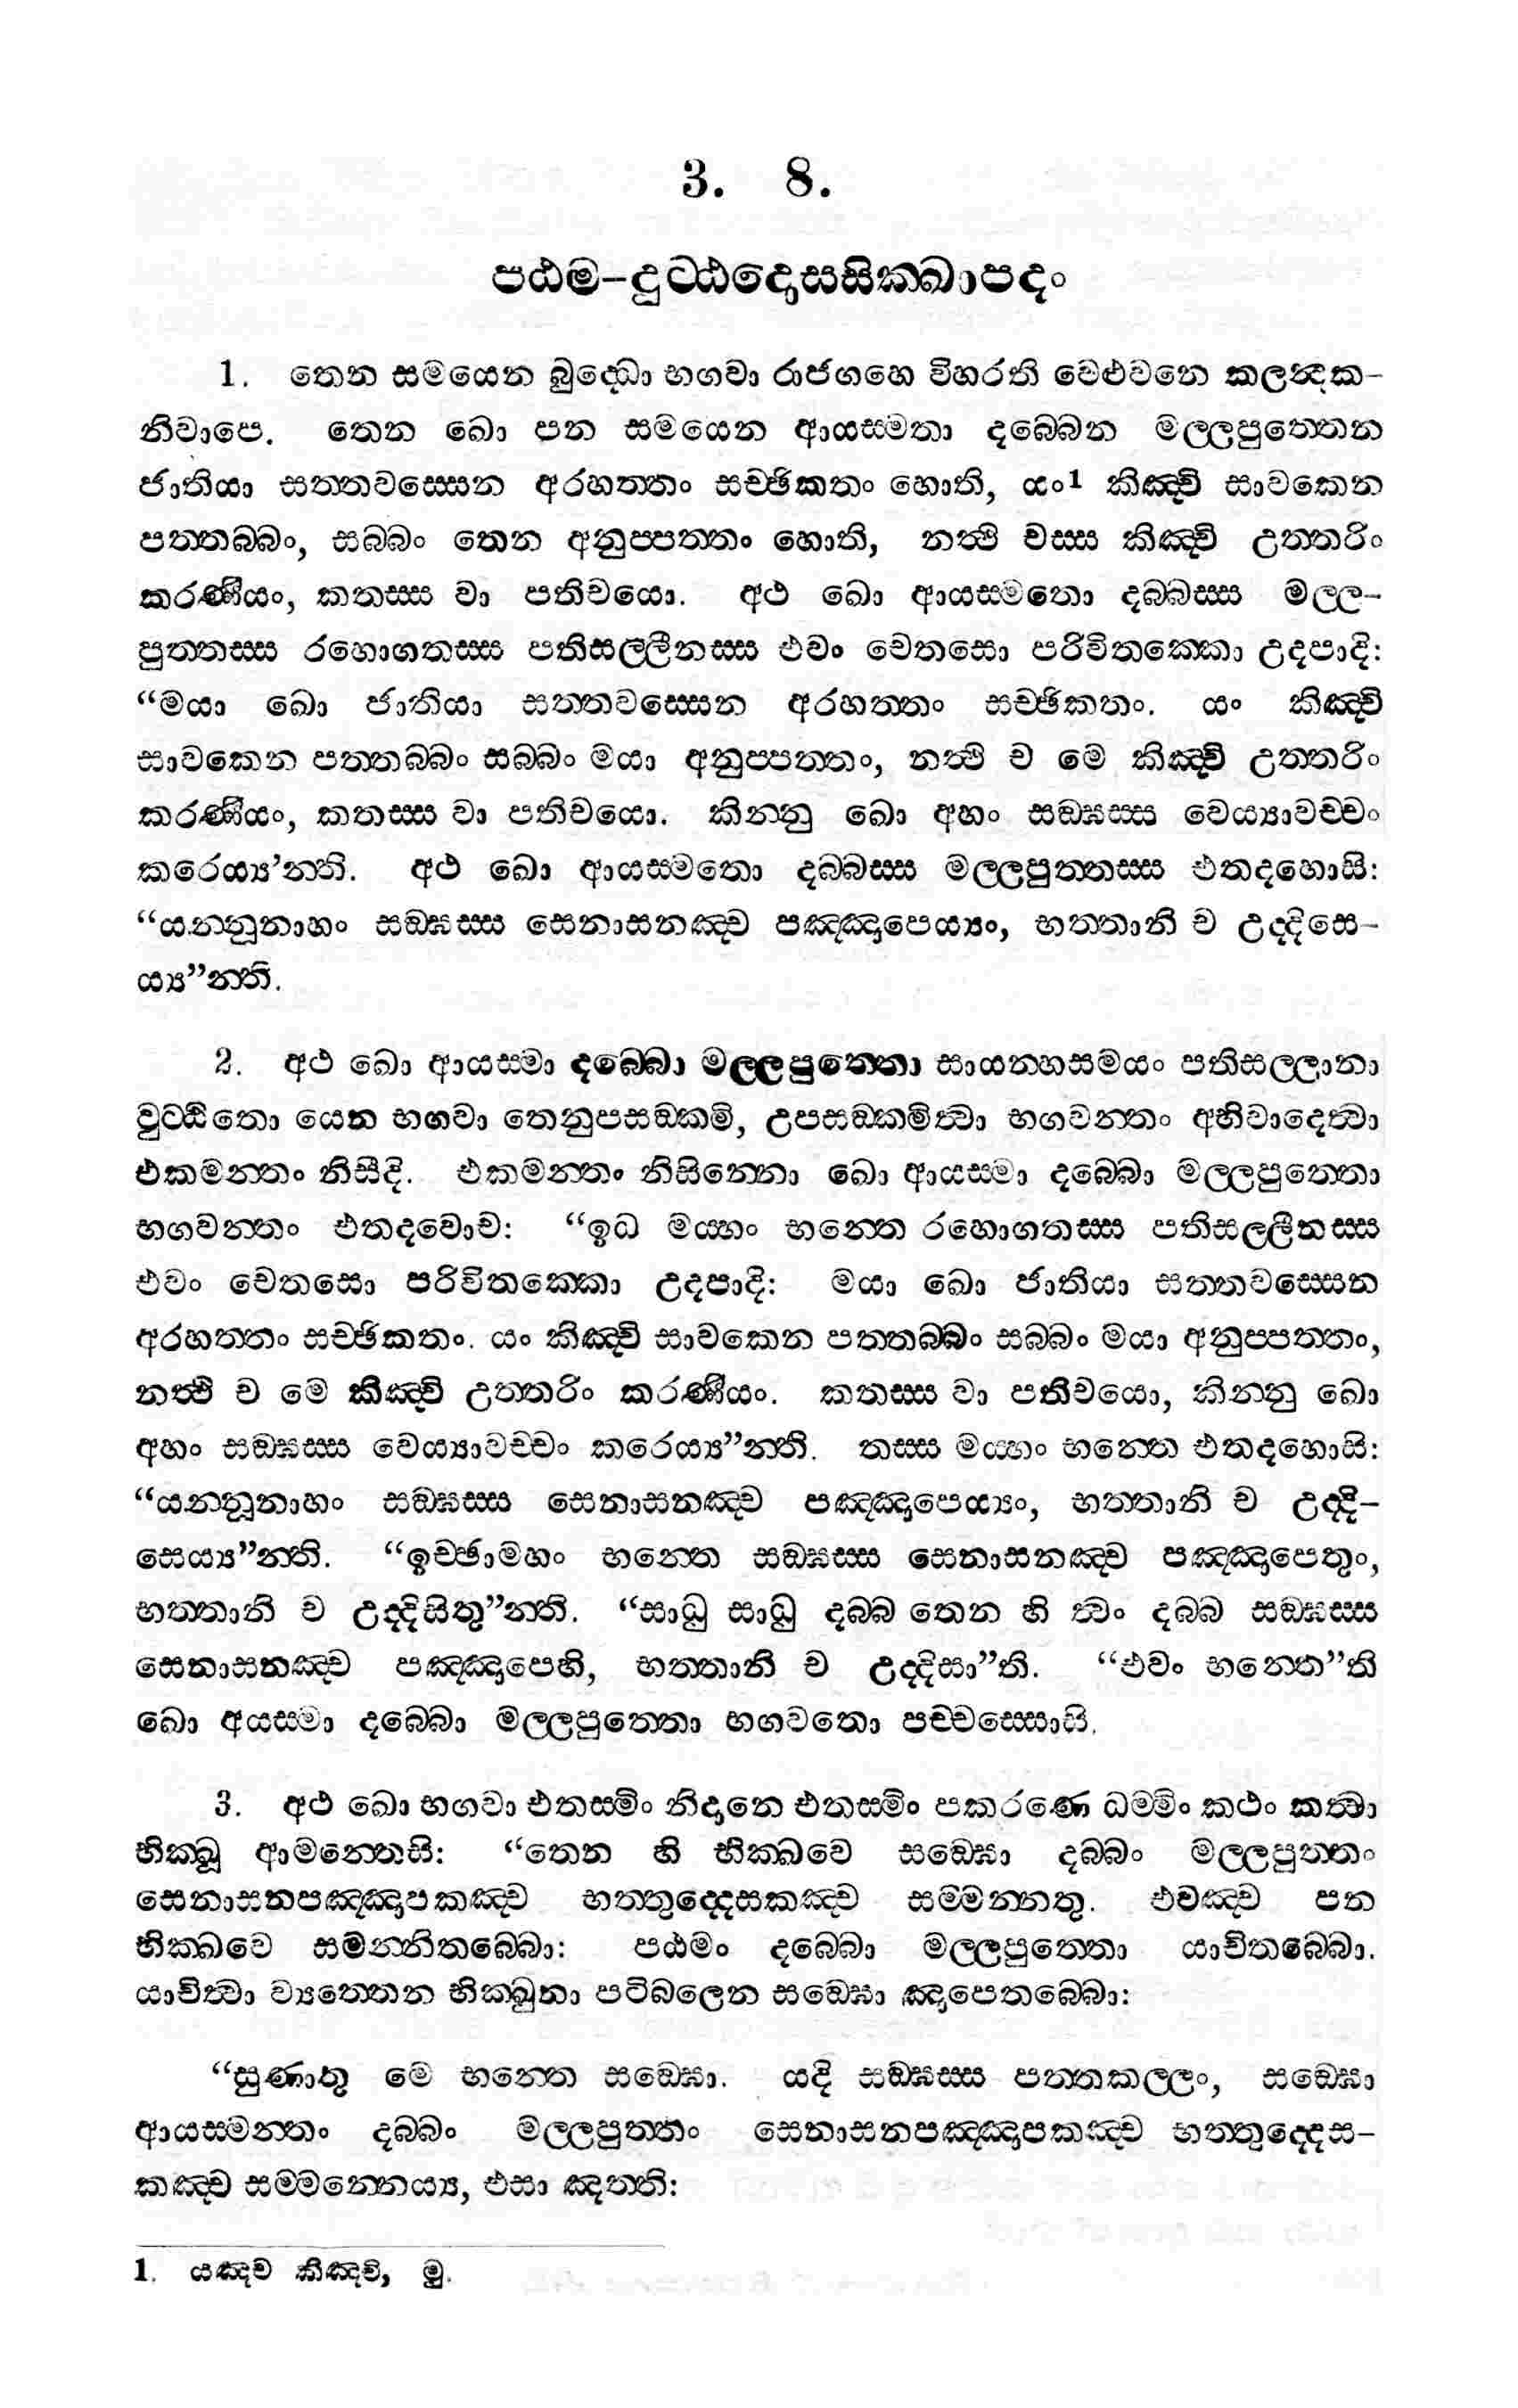 3. 8.
පඨම-දුට්ඨදොසසික්ඛාපදං
1. තෙන සමයෙන බුද්ධො භගවා රාජගහෙ විහරති වෙළුවනෙ කලන්දක-
නිවාපෙ. තෙන ඛො පන සමයෙන ආයස්මතා දබ්බෙන මල්ලපුත්තෙන
ජාතියා සත්තවස්සෙන අරහත්තං සච්ඡිකතං හොති, යං1 කිඤ්චි සාවකෙන
පත්තබ්බං, සබ්බං තෙන අනුප්පත්තං හොති, නත්ථි චස්ස කිඤ්චි උත්තරිං
කරණීයං, කතස්ස වා පතිචයො. අථ ඛො ආයස්මතො දබ්බස්ස මල්ල-
පුත්තස්ස රහොගතස්ස පතිසල්ලීනස්ස එවං චෙතසො පරිවිතක්කො උදපාදි:
“මයා ඛො ජාතියා සත්තවස්සෙන අරහත්තං සච්ඡිකතං. යං කිඤ්චි
සාවකෙන පත්තබ්බං සබ්බං මයා අනුප්පත්තං, නත්ථි ච මෙ කිඤ්චි උත්තරිං
කරණීයං, කතස්ස වා පතිචයො. කින්නු ඛො අහං සඞ්ඝස්ස වෙය්‍යාවච්චං
කරෙය්‍ය’න්ති. අථ ඛො ආයස්මතො දබ්බස්ස මල්ලපුත්තස්ස එතදහොසි:
“යන්නූනාහං සඞ්ඝස්ස සෙනාසනඤ්ච පඤ්ඤාපෙය්‍යං, භත්තානි ච උද්දිසෙ-
ය්‍ය”න්ති.
2. අථ ඛො ආයස්මා දබ්බො මල්ලපුත්තො සායන්හසමයං පතිසල්ලානා
වුට්ඨිතො යෙන භගවා තෙනුපසඞ්කමි, උපසඞ්කමිත්වා භගවන්තං අභිවාදෙත්වා
එකමන්තං නිසීදි. එකමන්තං නිසින්නො ඛො ආයස්මා දබ්බො මල්ලපුත්තො
භගවන්තං එතදවොච: “ඉධ මය්හං භන්තෙ රහොගතස්ස පතිසල්ලීනස්ස
එවං චෙතසො පරිවිතක්කො උදපාදි: මයා ඛො ජාතියා සත්තවස්සෙන
අරහත්තං සච්ඡිකතං. යං කිඤ්චි සාවකෙන පත්තබ්බං සබ්බං මයා අනුප්පත්තං,
නත්ථි ච මෙ කිඤ්චි උත්තරිං කරණීයං. කතස්ස වා පතිචයො, කින්නු ඛො
අහං සඞ්ඝස්ස වෙය්‍යාවච්චං කරෙය්‍ය”න්ති. තස්ස මය්හං භන්තෙ එතදහොසි:
“යන්නූනාහං සඞ්ඝස්ස සෙනාසනඤ්ච පඤ්ඤාපෙය්‍යං, භත්තානි ච උද්දි-
සෙය්‍ය”න්ති. “ඉච්ඡාමහං භන්තෙ සඞ්ඝස්ස සෙනාසනඤ්ච පඤ්ඤාපෙතුං,
භත්තානි ච උද්දිසිතු”න්ති. “සාධු සාධු දබ්බ තෙන හි ත්වං දබ්බ සඞ්ඝස්ස
සෙනාසනඤ්ච පඤ්ඤාපෙහි, භත්තානි ච උද්දිසා”ති. “එවං භන්තෙ”ති
ඛො අයස්මා දබ්බො මල්ලපුත්තො භගවතො පච්චස්සොසි.
3. අථ ඛො භගවා එතස්මිං නිදානෙ එතස්මිං පකරණෙ ධම්මිං කථං කත්වා
භික්ඛූ ආමන්තෙසි: “තෙන හි භික්ඛවෙ සඞ්ඝො දබ්බං මල්ලපුත්තං
සෙනාසනපඤ්ඤාපකඤ්ච භත්තුද්දෙසකඤ්ච සම්මන්නතු. එවඤ්ච පන
භික්ඛවෙ සමන්නිතබ්බො: පඨමං දබ්බො මල්ලපුත්තො යාචිතබ්බො.
යාචිත්වා ව්‍යත්තෙන භික්ඛුනා පටිබලෙන සඞ්ඝො ඤාපෙතබ්බො:
“සුණාතු මෙ භන්තෙ සඞ්ඝො. යදි සඞ්ඝස්ස පත්තකල්ලං, සඞ්ඝො
ආයස්මන්තං දබ්බං මල්ලපුත්තං සෙනාසනපඤ්ඤාපකඤ්ච භත්තුද්දෙස-
කඤ්ච සම්මන්නෙය්‍ය, එසා ඤත්ති:
1. යඤ්ච කිඤ්චි, මු.